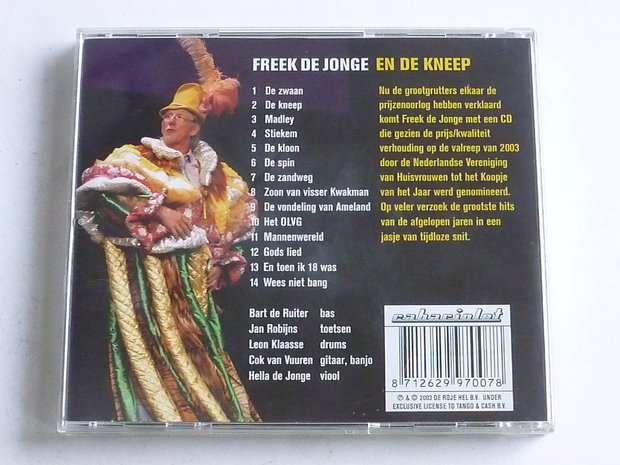 FREEK DE JONGE EN DE KNEEP
1 De zwaan
2 De kneep
3 Madley
4 Stiekem
5 De kloon
6 De spin
7 De zandweg
8 Zoon van visser Kwakman
9 De vondeling van Ameland
10 Het OLVG
11 Mannenwereld
12 Gods lied
13 En toen ik 18 was
14 Wees niet bang
Bart de Ruiter bas
Jan Robijns toetsen
Leon Klaasse drums
Cok van Vuuren gitaar, banjo
Hella de Jonge viool
Nu de grootgrutters elkaar de
prijzenoorlog hebben verklaard
komt Freek de Jonge met een CD
die gezien de prijs/kwaliteit
verhouding op de valreep van 2003
door de Nederlandse Vereniging
van Huisvrouwen tot het Koopje
van het Jaar werd genomineerd.
Op veler verzoek de grootste hits
van de afgelopen jaren in een
jasje van tijdloze snit.
cabariplet
8 712629 970078
℗ & © 2003 DE ROJE HEL B.V. UNDER
EXCLUSIVE LICENSE TO TANGO & CASH B.V.